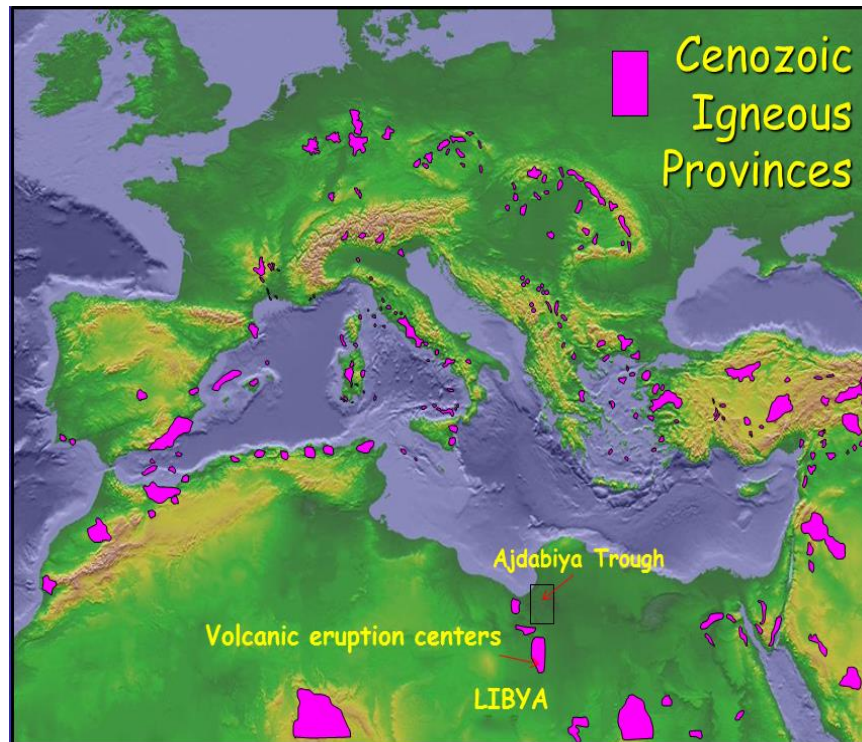 Cenozoic
Igneous
Provinces
Ajdabiya Trough
Volcanic eruption centers
LIBYA